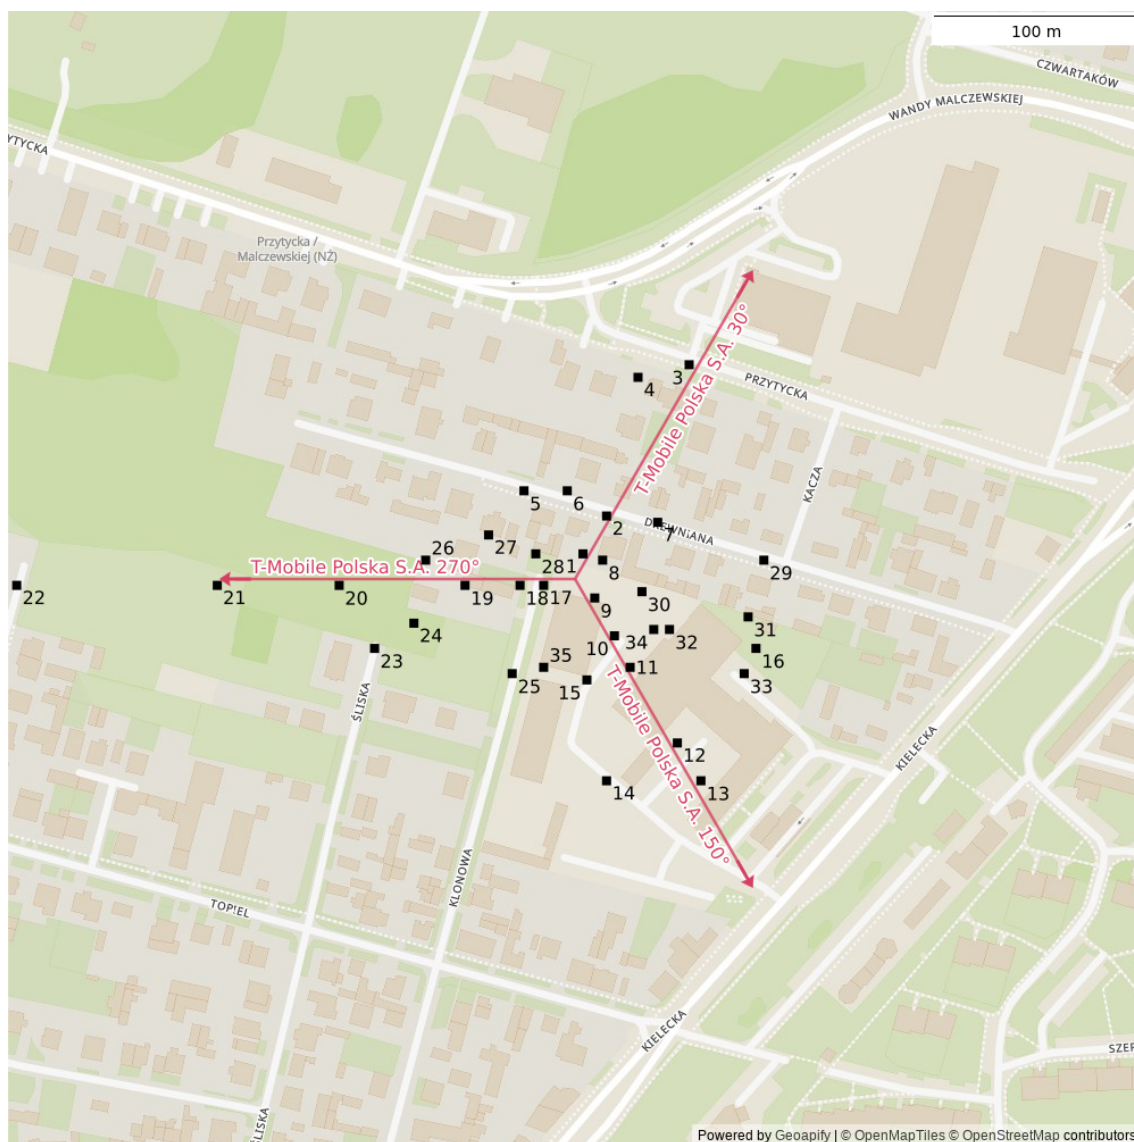 100 m
CZWARTAKÓW
WANDY MALCZEWSKIEJ
YTYCKA
Przytycka /
Malczewskiej (NŻ)
T-Mobile Polska S.A. 30°
3
4
PRZYTYCKA
KACZA
5
6
2
7
DREWNIANA
27
26
28
1
8
29
T-Mobile Polska S.A. 270°
22
21
20
19
18
17
9
30
31
24
10
34
32
16
23
35
11
25
15
33
ŚLISKA
T-Mobile Polska S.A. 150°
12
14
13
KIELECKA
KLONOWA
TOPIEL
KIELECKA
SZER
ŚLISKA
Powered by Geoapify | © OpenMapTiles © OpenStreetMap contributors